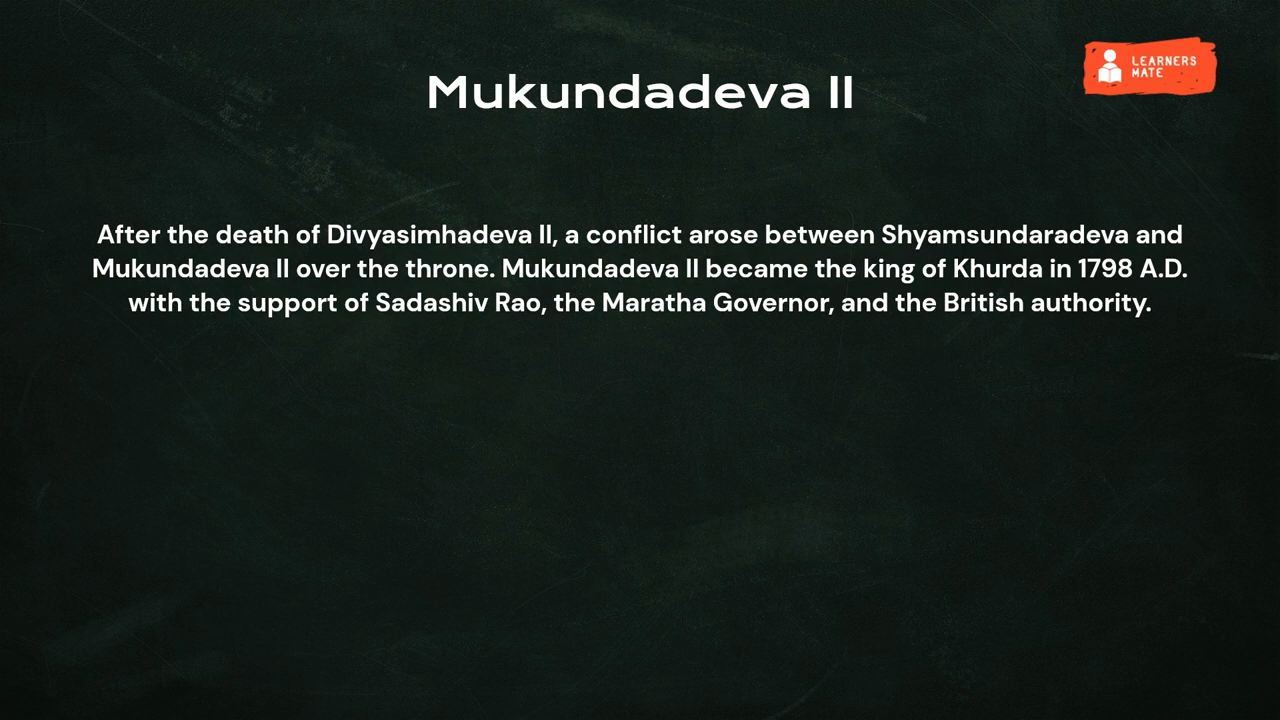 Mukundadeva II
LEARNERS
MATE
After the death of Divyasimhadeva II, a conflict arose between Shyamsundaradeva and
Mukundadeva II over the throne. Mukundadeva II became the king of Khurda in 1798 A.D.
with the support of Sadashiv Rao, the Maratha Governor, and the British authority.